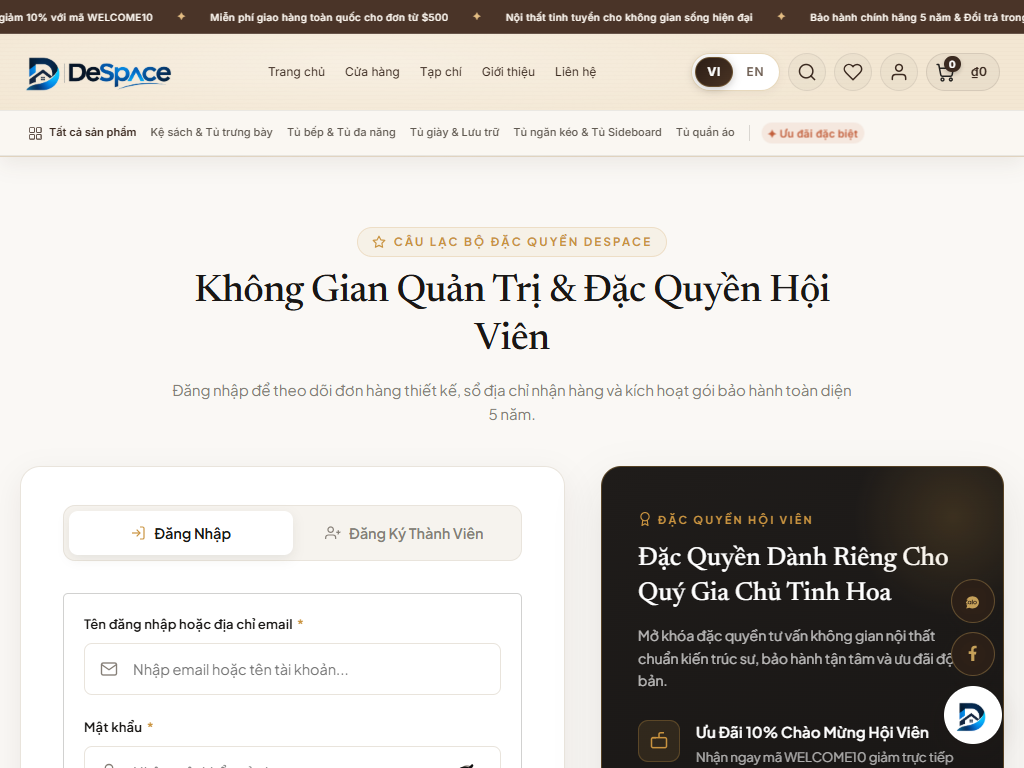 giảm 10% với mã WELCOME10 ✦ Miễn phí giao hàng toàn quốc cho đơn từ $500 ✦ Nội thất tinh tuyển cho không gian sống hiện đại ✦ Bảo hành chính hãng 5 năm & Đổi trả trong
DeSpace
Trang chủ Cửa hàng Tạp chí Giới thiệu Liên hệ
VI EN
0
₫0
Tất cả sản phẩm Kệ sách & Tủ trưng bày Tủ bếp & Tủ đa năng Tủ giày & Lưu trữ Tủ ngăn kéo & Tủ Sideboard Tủ quần áo ✦ Ưu đãi đặc biệt
CÂU LẠC BỘ ĐẶC QUYỀN DESPACE
Không Gian Quản Trị & Đặc Quyền Hội
Viên
Đăng nhập để theo dõi đơn hàng thiết kế, sổ địa chỉ nhận hàng và kích hoạt gói bảo hành toàn diện
5 năm.
Đăng Nhập Đăng Ký Thành Viên
Tên đăng nhập hoặc địa chỉ email *
Nhập email hoặc tên tài khoản...
Mật khẩu *
ĐẶC QUYỀN HỘI VIÊN
Đặc Quyền Dành Riêng Cho
Quý Gia Chủ Tinh Hoa
Mở khóa đặc quyền tư vấn không gian nội thất
chuẩn kiến trúc sư, bảo hành tận tâm và ưu đãi
bản.
Zalo
Ưu Đãi 10% Chào Mừng Hội Viên
Nhận ngay mã WELCOME10 giảm trực tiếp